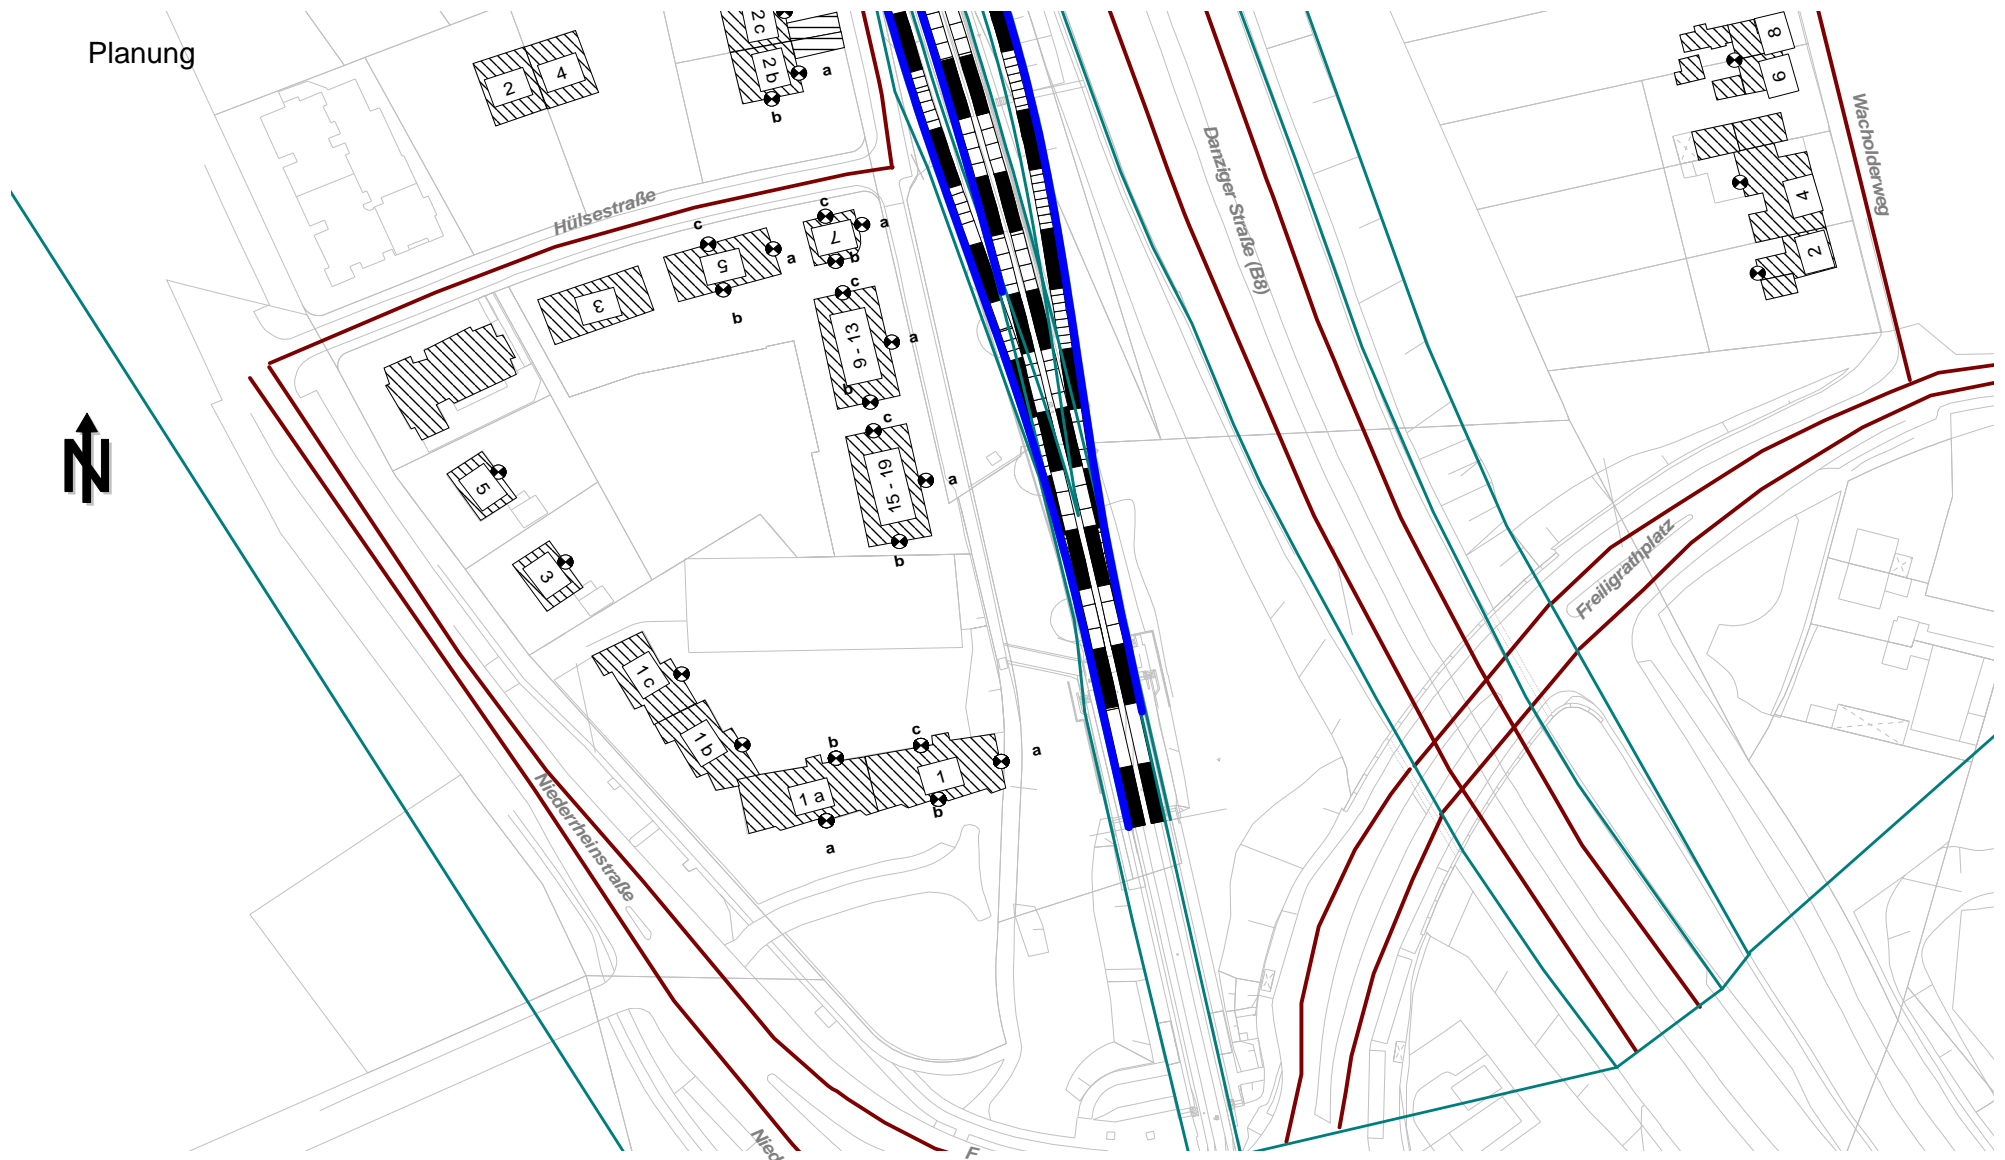 Planung
2 c
2 b
a
b
2
4
8
6
4
2
Wacholderweg
Danziger Straße (B8)
Hülsestraße
c
a
b
7
c
a
b
5
3
c
a
b
9 - 13
c
a
b
15 - 19
N
5
3
1 c
1 b
b
c
a
1 a
1
b
a
Freiligrathplatz
Niederrheinstraße
Nied
F